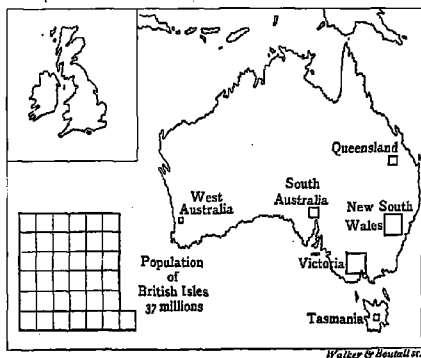 Queensland
South
Australia
West
Australia
New South
Wales
Victoria
Population
of
British Isles
37 millions
Tasmania
Walker & Boutall sc.